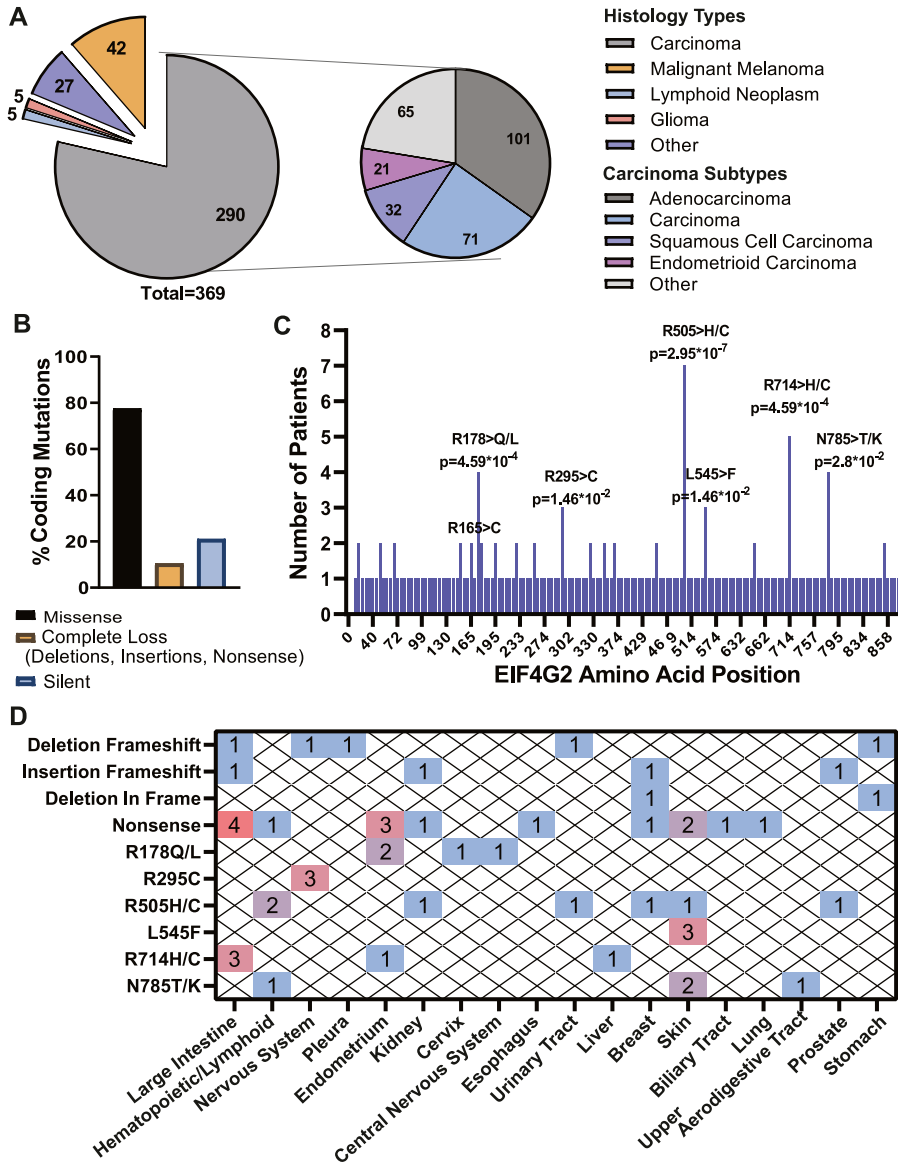 A
42
27
5
5
290
Total=369
65
101
21
32
71
Histology Types
Carcinoma
Malignant Melanoma
Lymphoid Neoplasm
Glioma
Other
Carcinoma Subtypes
Adenocarcinoma
Carcinoma
Squamous Cell Carcinoma
Endometrioid Carcinoma
Other
B
% Coding Mutations
100
80
60
40
20
0
Missense
Complete Loss
(Deletions, Insertions, Nonsense)
Silent
C
Number of Patients
8
7
6
5
4
3
2
1
0
R505>H/C
p=2.95*10-7
R714>H/C
p=4.59*10-4
R178>Q/L
p=4.59*10-4
N785>T/K
p=2.8*10-2
R295>C
p=1.46*10-2
L545>F
p=1.46*10-2
R165>C
0 40 72 99 130 165 195 233 274 302 330 374 429 46 9 514 574 632 662 714 757 795 834 858
EIF4G2 Amino Acid Position
D
Deletion Frameshift 1 1 1 1 1
Insertion Frameshift 1 1 1 1
Deletion In Frame 1 1
Nonsense 4 1 3 1 1 1 2 1 1
R178Q/L 2 1 1
R295C 3
R505H/C 2 1 1 1 1 1
L545F 3
R714H/C 3 1 1
N785T/K 1 2 1
Large Intestine
Hematopoietic/Lymphoid
Nervous System
Pleura
Endometrium
Kidney
Cervix
Central Nervous System
Esophagus
Urinary Tract
Liver
Breast
Skin
Biliary Tract
Lung
Upper Aerodigestive Tract
Prostate
Stomach